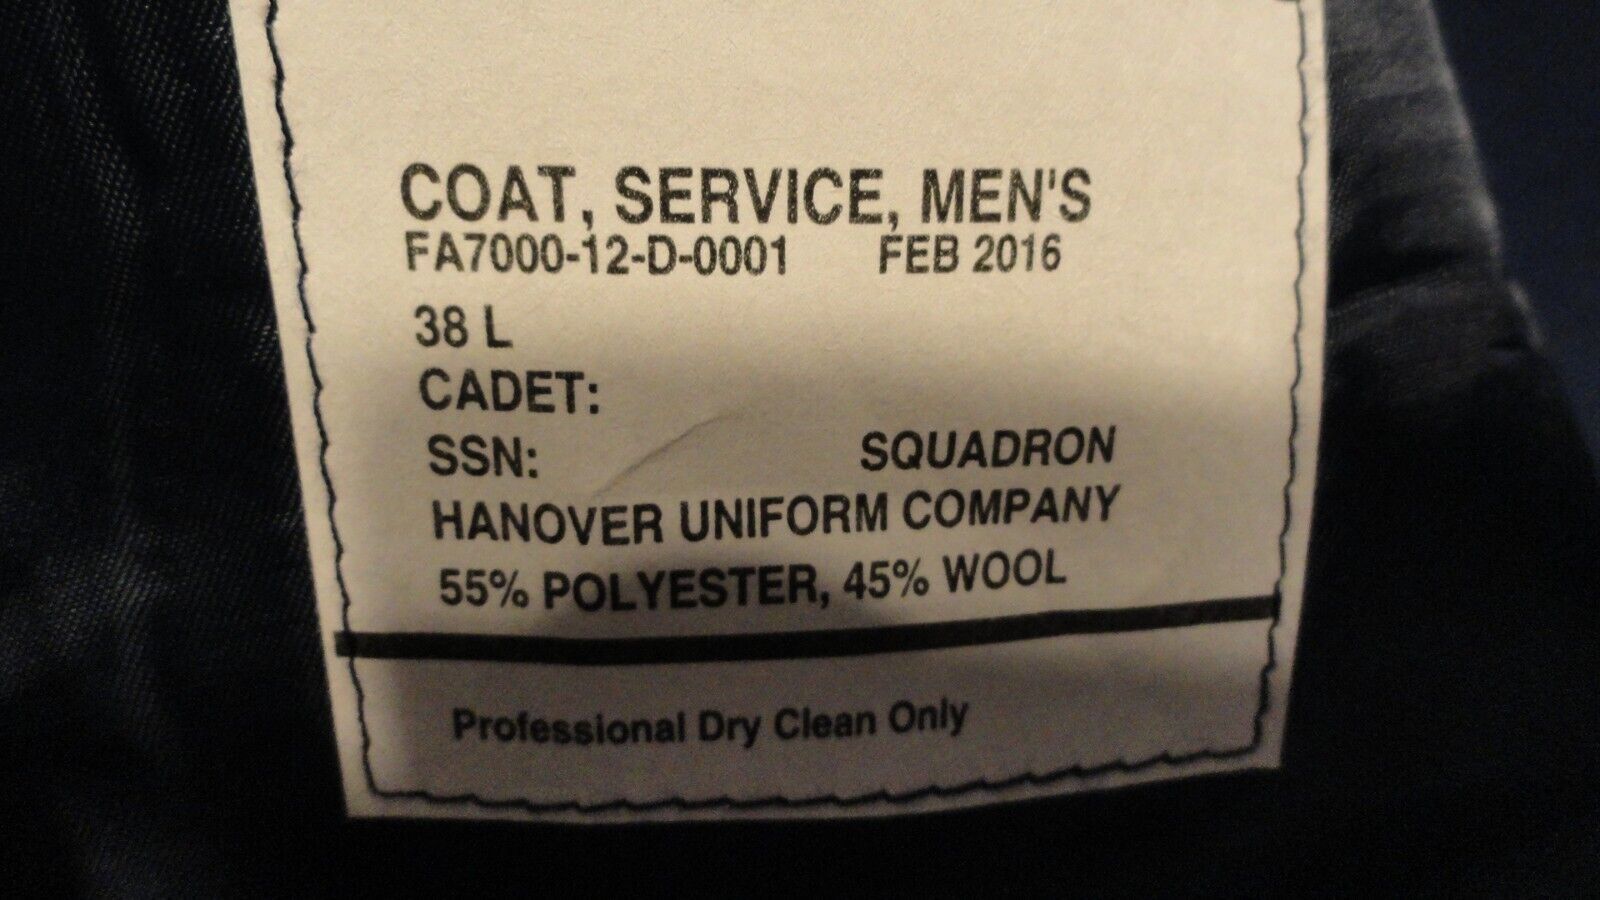 COAT, SERVICE, MEN'S
FA7000-12-D-0001 FEB 2016
38 L
CADET:
SSN: SQUADRON
HANOVER UNIFORM COMPANY
55% POLYESTER, 45% WOOL
Professional Dry Clean Only